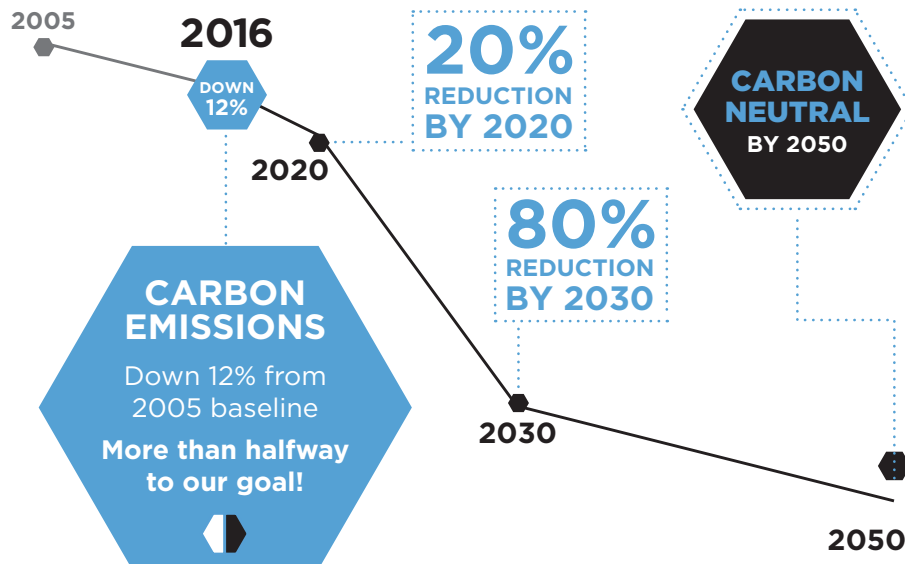 2005
2016
DOWN
12%
2020
20%
REDUCTION
BY 2020
CARBON
NEUTRAL
BY 2050
80%
REDUCTION
BY 2030
CARBON
EMISSIONS
Down 12% from
2005 baseline
More than halfway
to our goal!
2030
2050